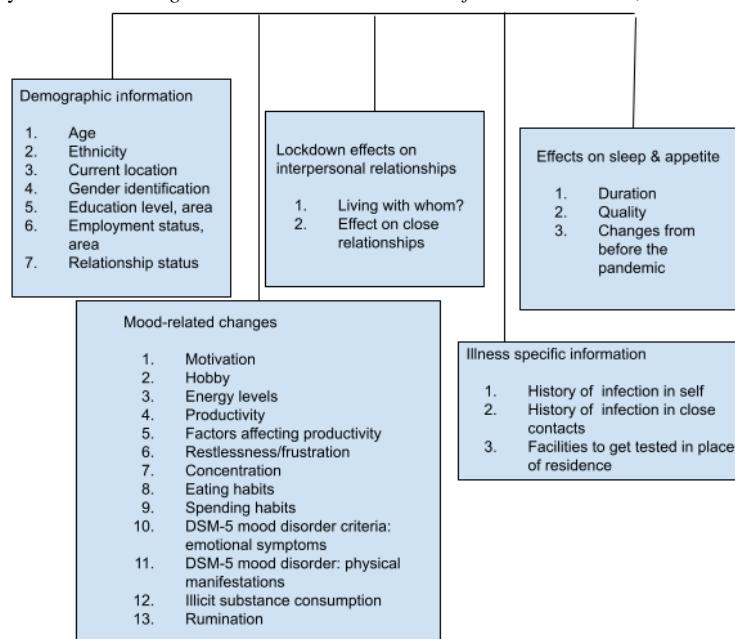 Demographic information
1. Age
2. Ethnicity
3. Current location
4. Gender identification
5. Education level, area
6. Employment status,
area
7. Relationship status
Lockdown effects on
interpersonal relationships
1. Living with whom?
2. Effect on close
relationships
Effects on sleep & appetite
1. Duration
2. Quality
3. Changes from
before the
pandemic
Mood-related changes
1. Motivation
2. Hobby
3. Energy levels
4. Productivity
5. Factors affecting productivity
6. Restlessness/frustration
7. Concentration
8. Eating habits
9. Spending habits
10. DSM-5 mood disorder criteria:
emotional symptoms
11. DSM-5 mood disorder: physical
manifestations
12. Illicit substance consumption
13. Rumination
Illness specific information
1. History of infection in self
2. History of infection in close
contacts
3. Facilities to get tested in place
of residence